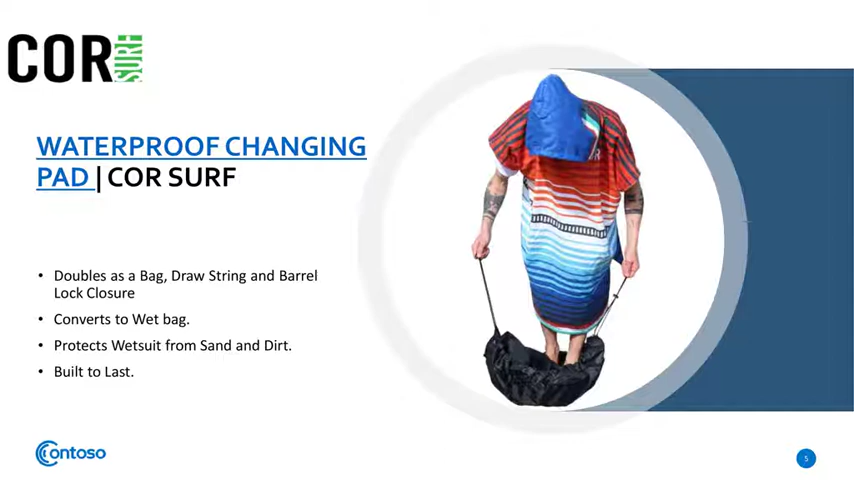 COR SURF
WATERPROOF CHANGING
PAD | COR SURF
• Doubles as a Bag, Draw String and Barrel
Lock Closure
• Converts to Wet bag.
• Protects Wetsuit from Sand and Dirt.
• Built to Last.
Contoso
5